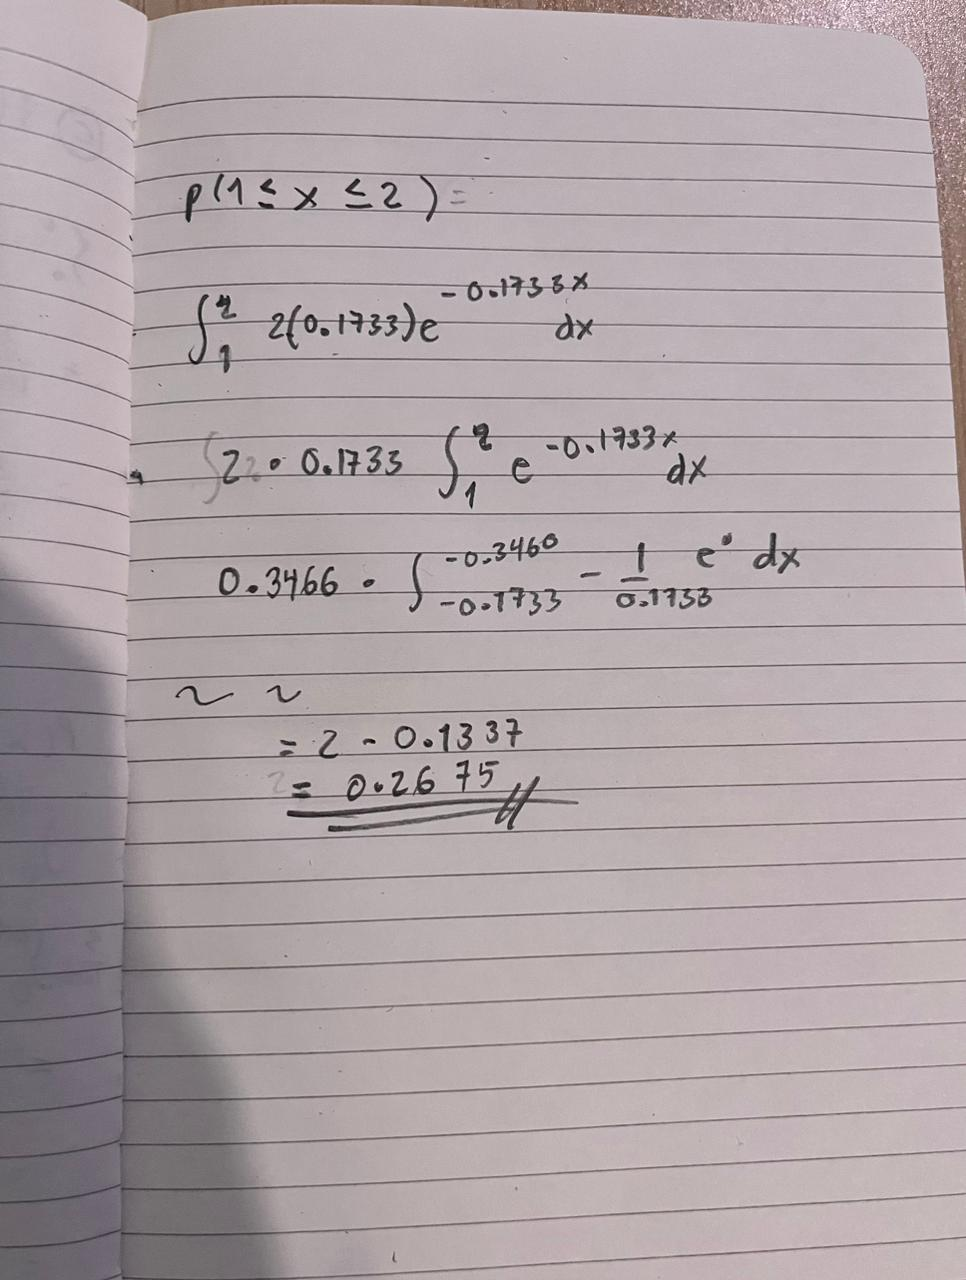 p(1 ≤ x ≤ 2) =
∫₁² 2(0.1733)e^-0.1733x dx
2 · 0.1733 ∫₁² e^-0.1733x dx
0.3466 · ∫_-0.1733^-0.3460 - 1/0.1733 e^• dx
~ ~
= 2 - 0.1337
= 0.2675